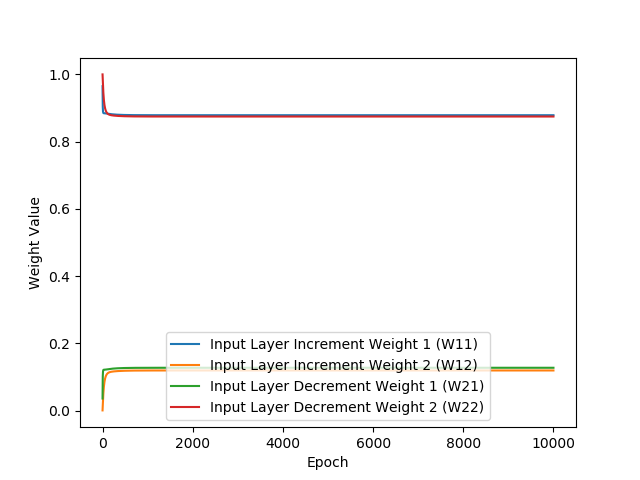 1.0
0.8
0.6
0.4
0.2
0.0
Weight Value
Input Layer Increment Weight 1 (W11)
Input Layer Increment Weight 2 (W12)
Input Layer Decrement Weight 1 (W21)
Input Layer Decrement Weight 2 (W22)
0 2000 4000 6000 8000 10000
Epoch